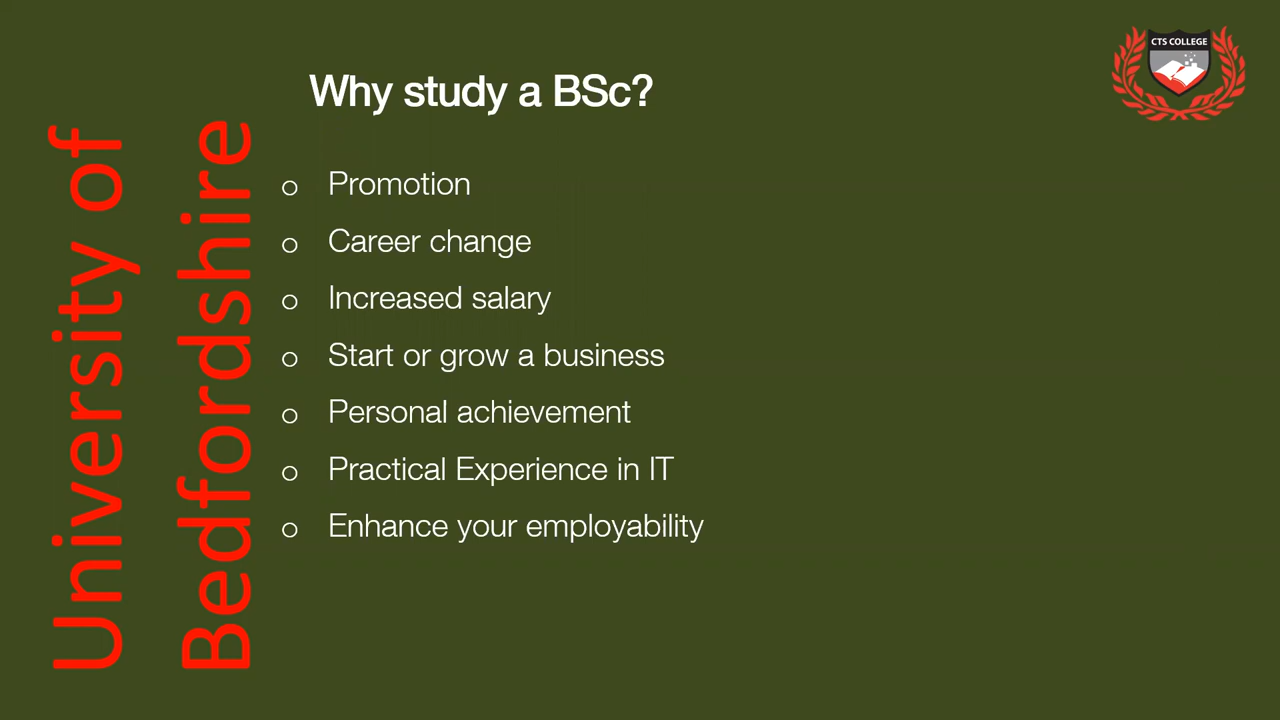 University of
Bedfordshire
CTS COLLEGE
Why study a BSc?
Promotion
Career change
Increased salary
Start or grow a business
Personal achievement
Practical Experience in IT
Enhance your employability